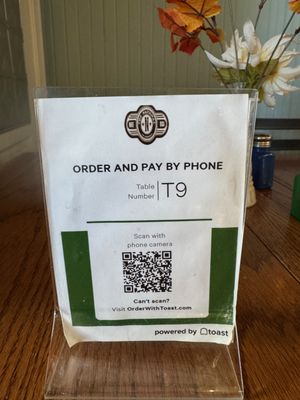 ORDER AND PAY BY PHONE
Table
Number
T9
Scan with
phone camera
Can't scan?
Visit OrderWithToast.com
powered by toast